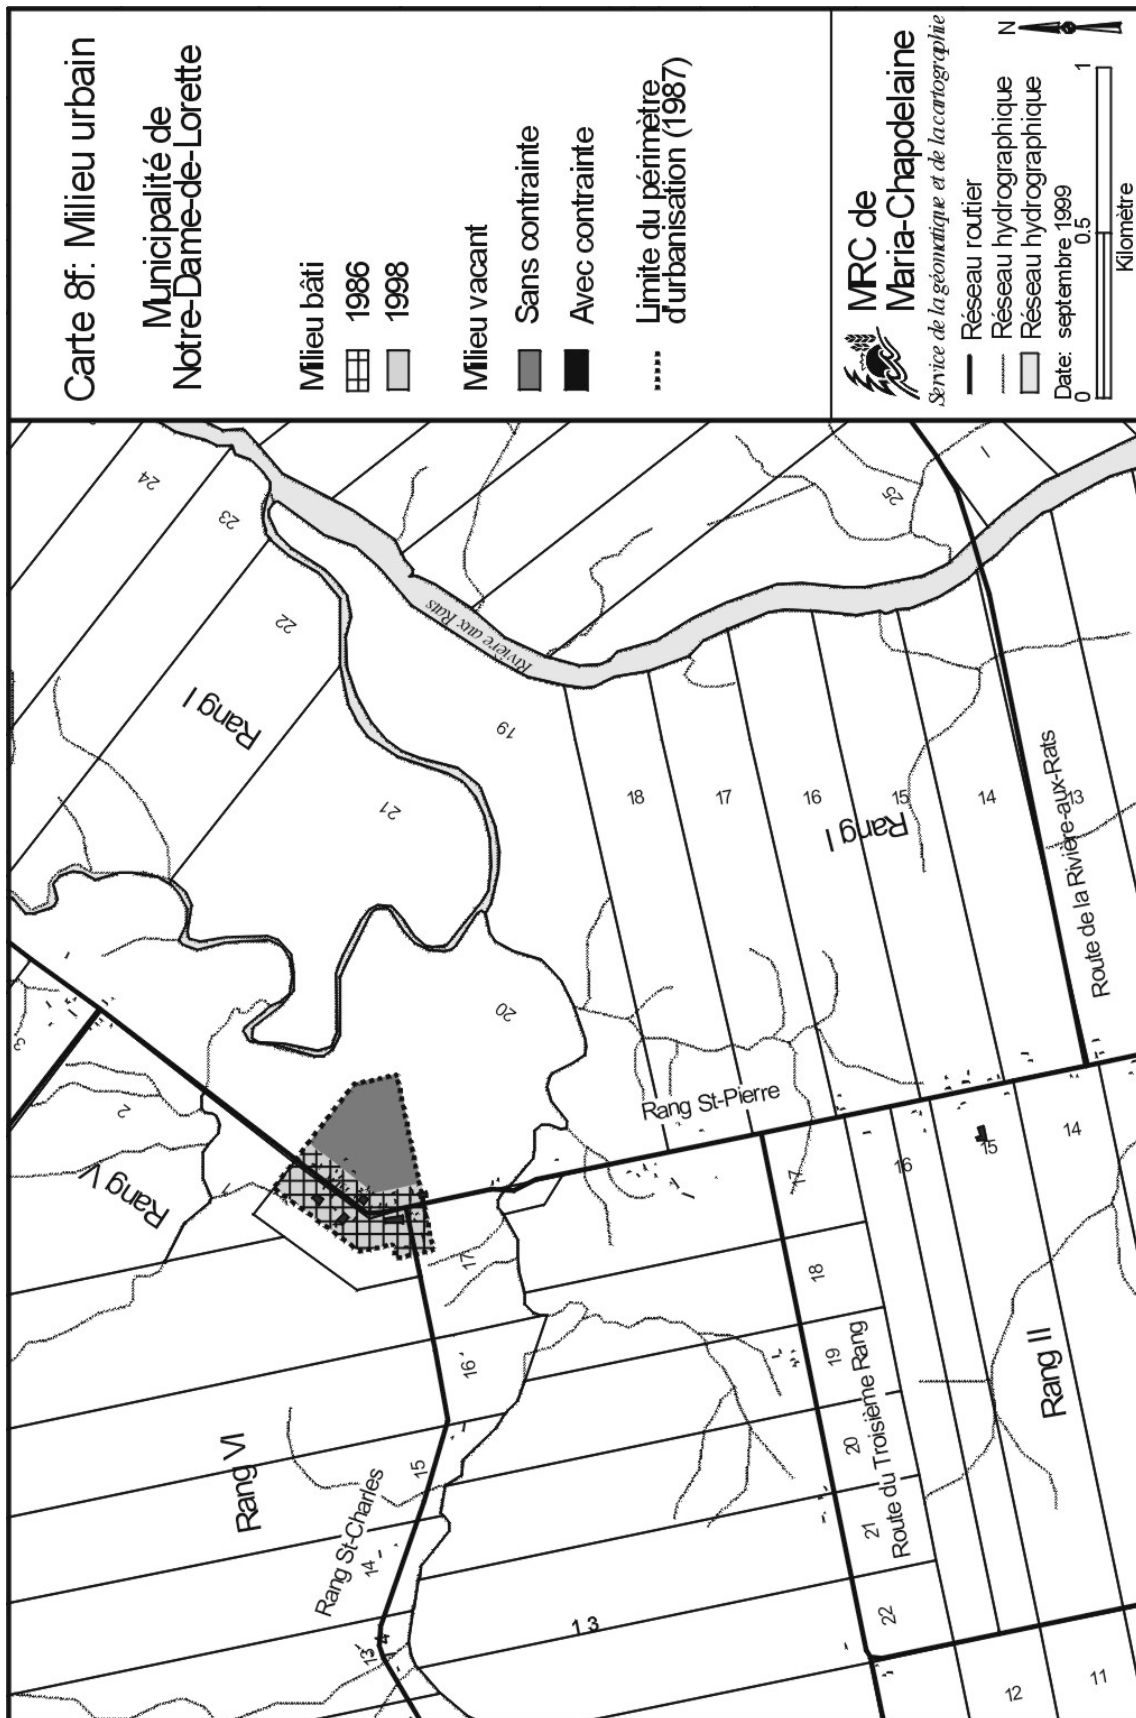 Carte 8f: Milieu urbain
Municipalité de
Notre-Dame-de-Lorette
Milieu bâti
1986
1998
Milieu vacant
Sans contrainte
Avec contrainte
Limite du périmètre
d'urbanisation (1987)
MRC de
Maria-Chapdelaine
Service de la géomatique et de la cartographie
Réseau routier
Réseau hydrographique
Réseau hydrographique
Date: septembre 1999
N
0
0.5
1
Kilomètre
24
23
22
Rang I
21
19
Rivière aux Rats
25
1
18
17
16
15
14
13
Rang I
Route de la Rivière-aux-Rats
20
3
2
1
Rang V
Rang St-Pierre
17
16
15
14
17
16
15
14
13
4
Rang VI
Rang St-Charles
13
18
19
20
21
22
Route du Troisième Rang
Rang II
12
11